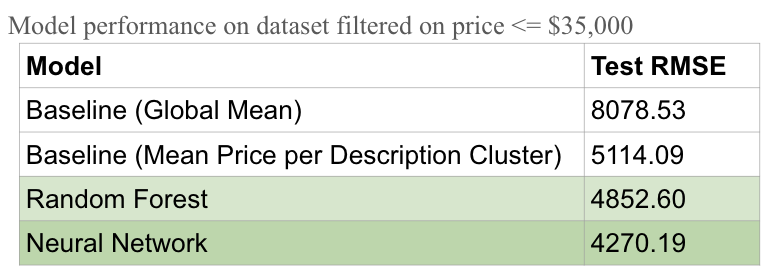 Model performance on dataset filtered on price <= $35,000
Model Test RMSE
Baseline (Global Mean) 8078.53
Baseline (Mean Price per Description Cluster) 5114.09
Random Forest 4852.60
Neural Network 4270.19